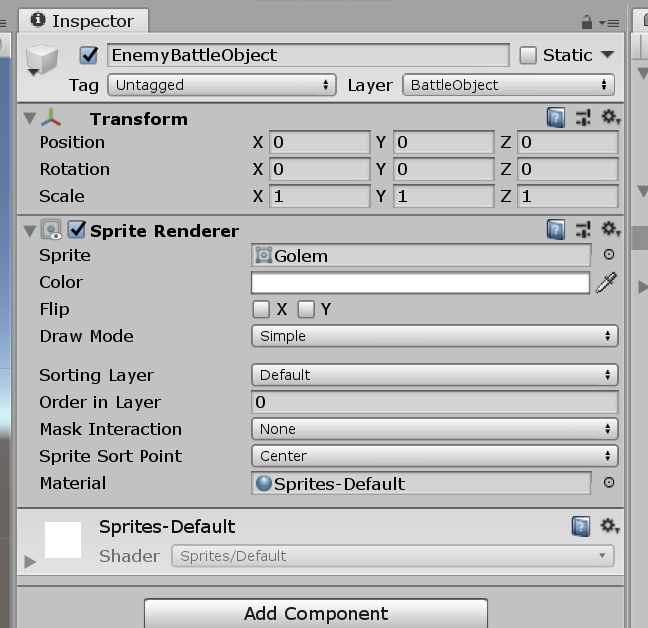 Inspector
EnemyBattleObject Static
Tag Untagged Layer BattleObject
Transform
Position X 0 Y 0 Z 0
Rotation X 0 Y 0 Z 0
Scale X 1 Y 1 Z 1
Sprite Renderer
Sprite Golem
Color
Flip X Y
Draw Mode Simple
Sorting Layer Default
Order in Layer 0
Mask Interaction None
Sprite Sort Point Center
Material Sprites-Default
Sprites-Default
Shader Sprites/Default
Add Component